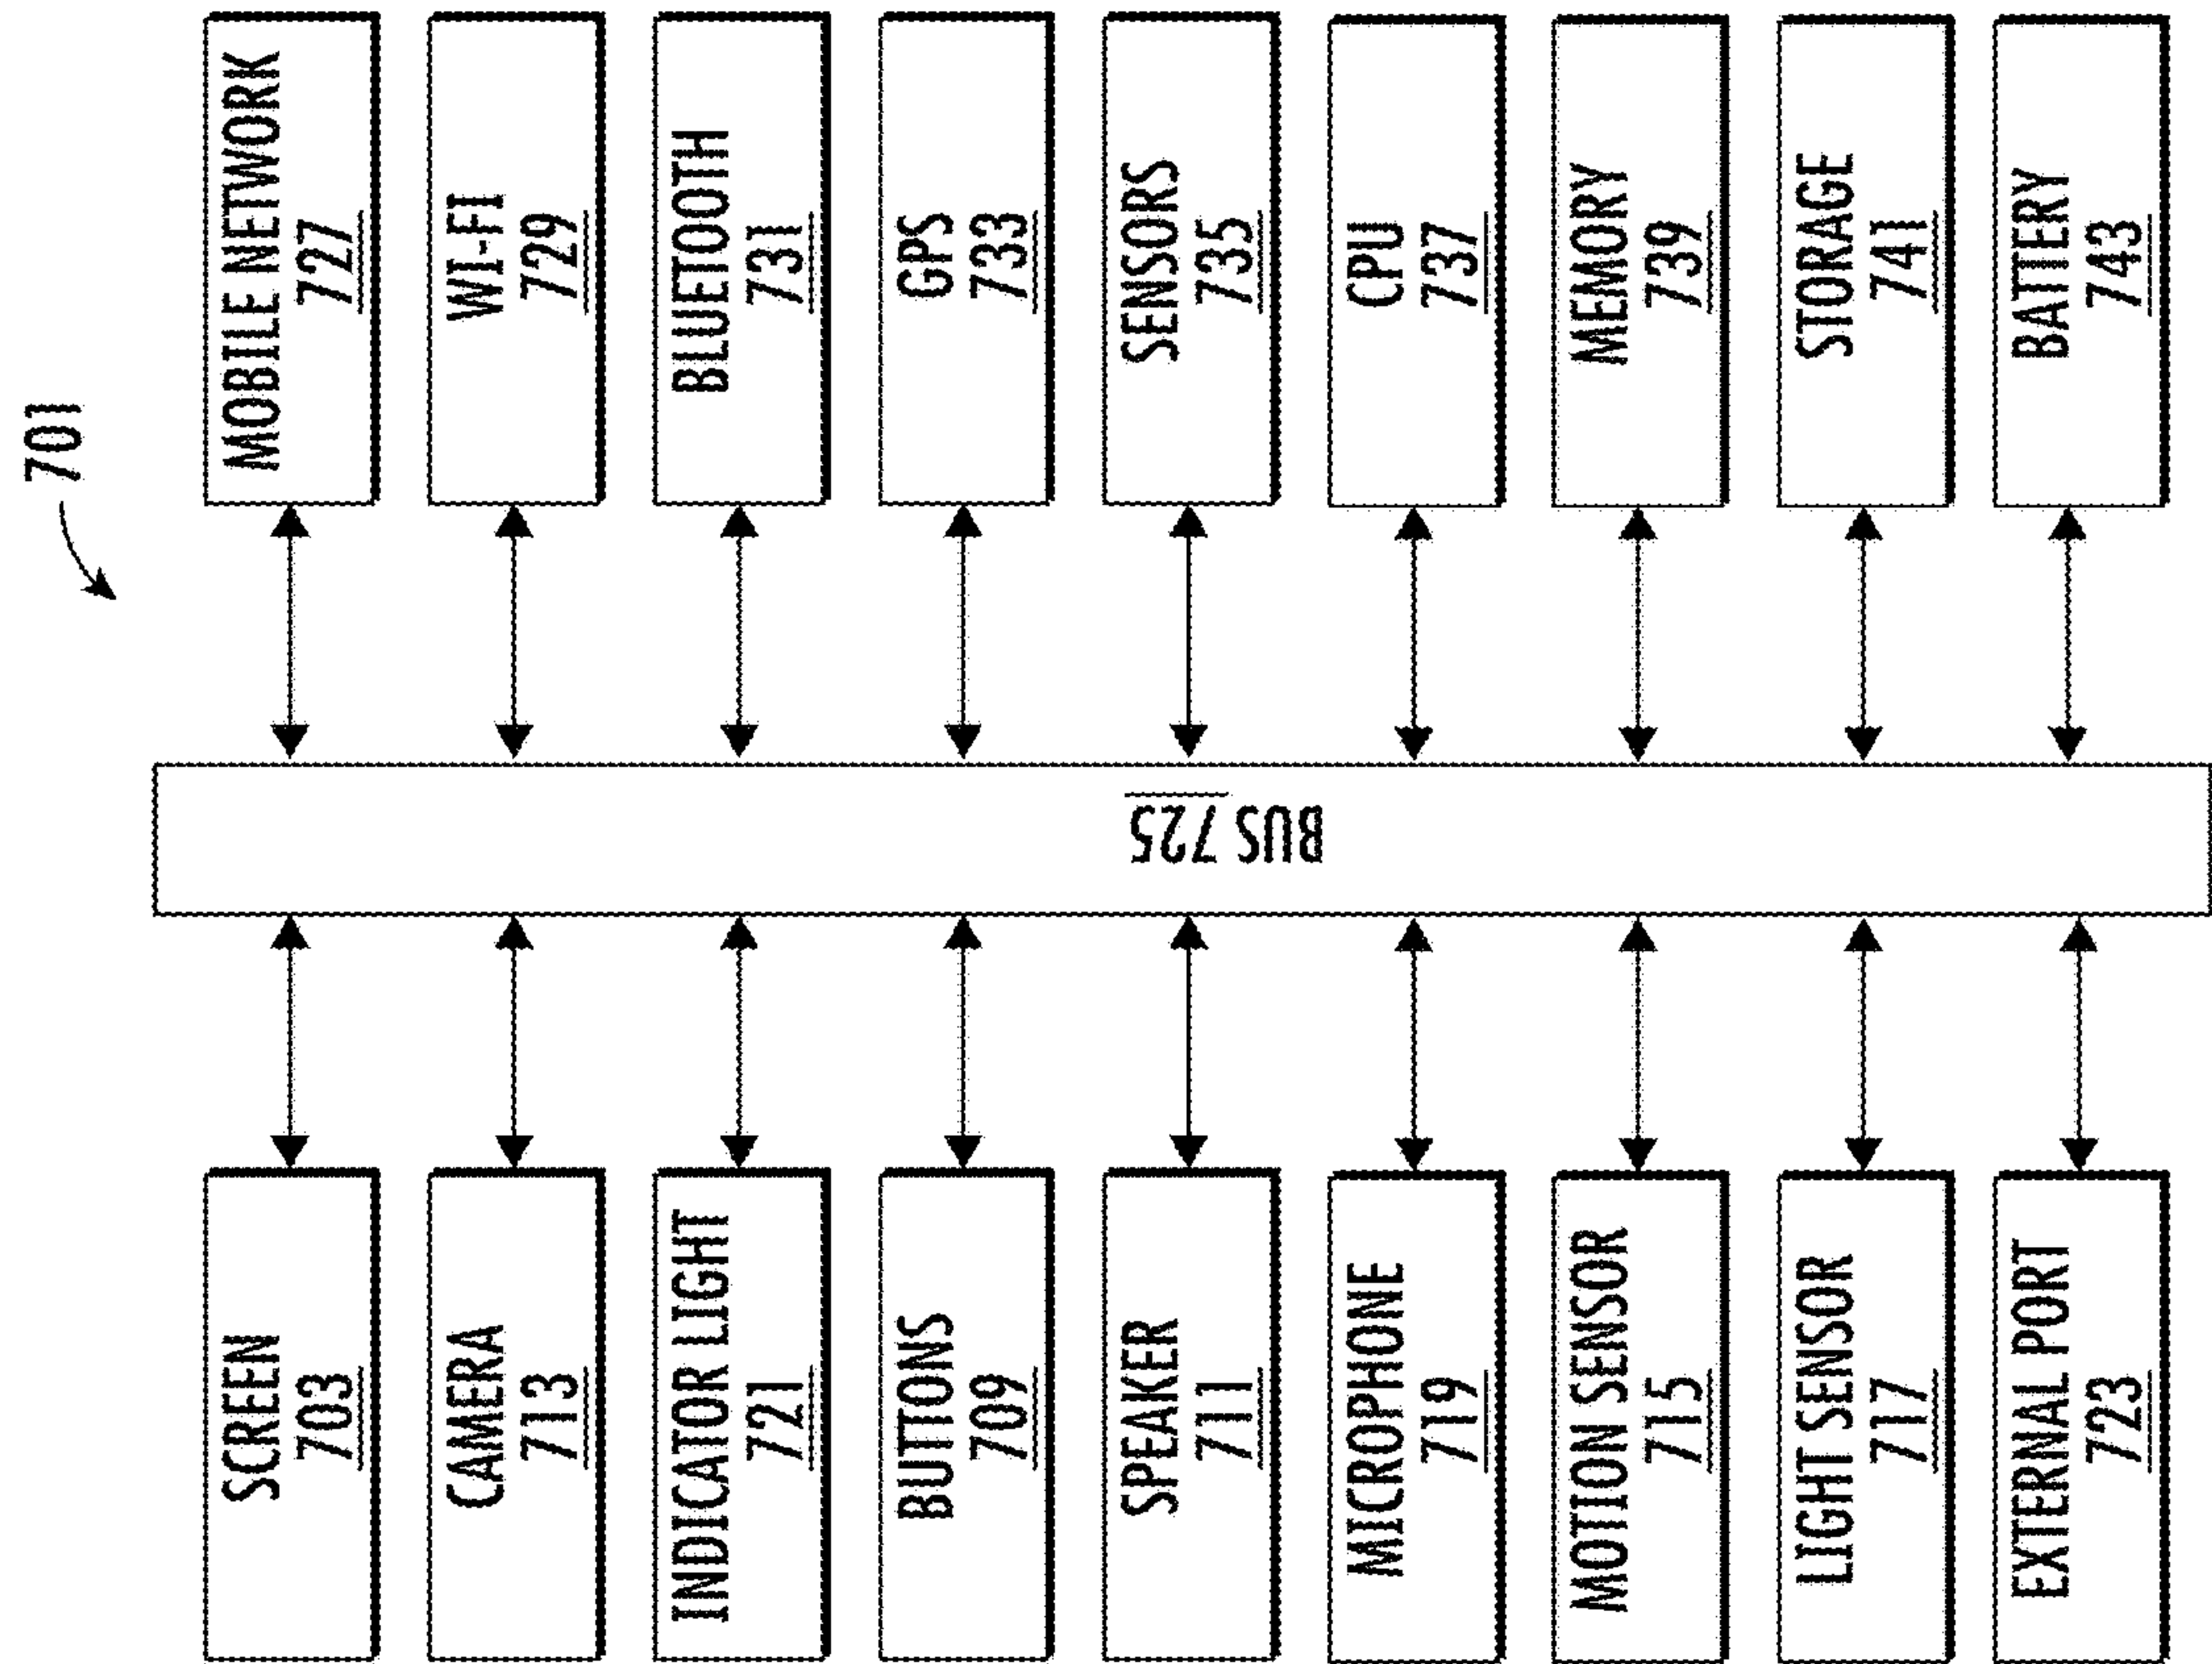 701
SCREEN
703
CAMERA
713
INDICATOR LIGHT
721
BUTTONS
709
SPEAKER
711
MICROPHONE
719
MOTION SENSOR
715
LIGHT SENSOR
717
EXTERNAL PORT
723
BUS 725
MOBILE NETWORK
727
WI-FI
729
BLUETOOTH
731
GPS
733
SENSORS
735
CPU
737
MEMORY
739
STORAGE
741
BATTERY
743